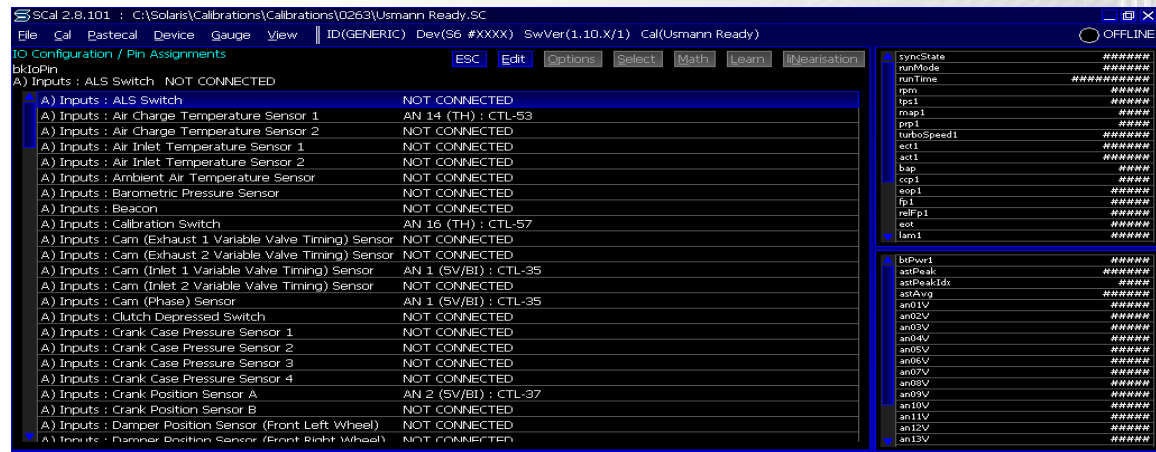 SCal 2.8.101 : C:\Solaris\Calibrations\Calibrations\0263\Usmann Ready.SC
File Cal Pastecal Device Gauge View ID(GENERIC) Dev(S6 #XXXX) SwVer(1.10.X/1) Cal(Usmann Ready) OFFLINE
IO Configuration / Pin Assignments
ESC Edit Options Select Math Learn liNearisation
bkIoPin
A) Inputs : ALS Switch NOT CONNECTED
A) Inputs : ALS Switch NOT CONNECTED
A) Inputs : Air Charge Temperature Sensor 1 AN 14 (TH) : CTL-53
A) Inputs : Air Charge Temperature Sensor 2 NOT CONNECTED
A) Inputs : Air Inlet Temperature Sensor 1 NOT CONNECTED
A) Inputs : Air Inlet Temperature Sensor 2 NOT CONNECTED
A) Inputs : Ambient Air Temperature Sensor NOT CONNECTED
A) Inputs : Barometric Pressure Sensor NOT CONNECTED
A) Inputs : Beacon NOT CONNECTED
A) Inputs : Calibration Switch AN 16 (TH) : CTL-57
A) Inputs : Cam (Exhaust 1 Variable Valve Timing) Sensor NOT CONNECTED
A) Inputs : Cam (Exhaust 2 Variable Valve Timing) Sensor NOT CONNECTED
A) Inputs : Cam (Inlet 1 Variable Valve Timing) Sensor AN 1 (5V/BI) : CTL-35
A) Inputs : Cam (Inlet 2 Variable Valve Timing) Sensor NOT CONNECTED
A) Inputs : Cam (Phase) Sensor AN 1 (5V/BI) : CTL-35
A) Inputs : Clutch Depressed Switch NOT CONNECTED
A) Inputs : Crank Case Pressure Sensor 1 NOT CONNECTED
A) Inputs : Crank Case Pressure Sensor 2 NOT CONNECTED
A) Inputs : Crank Case Pressure Sensor 3 NOT CONNECTED
A) Inputs : Crank Case Pressure Sensor 4 NOT CONNECTED
A) Inputs : Crank Position Sensor A AN 2 (5V/BI) : CTL-37
A) Inputs : Crank Position Sensor B NOT CONNECTED
A) Inputs : Damper Position Sensor (Front Left Wheel) NOT CONNECTED
A) Inputs : Damper Position Sensor (Front Right Wheel) NOT CONNECTED
syncState ######
runMode ######
runTime ##########
rpm #####
tps1 #####
map1 ####
prp1 ####
turboSpeed1 ######
ect1 ######
act1 ######
bap ####
ccp1 ####
eop1 #####
fp1 #####
relFp1 #####
eot #####
lam1 #####
btPwr1 #####
astPeak ######
astPeakIdx ####
astAvg ######
an01V #####
an02V #####
an03V #####
an04V #####
an05V #####
an06V #####
an07V #####
an08V #####
an09V #####
an10V #####
an11V #####
an12V #####
an13V #####